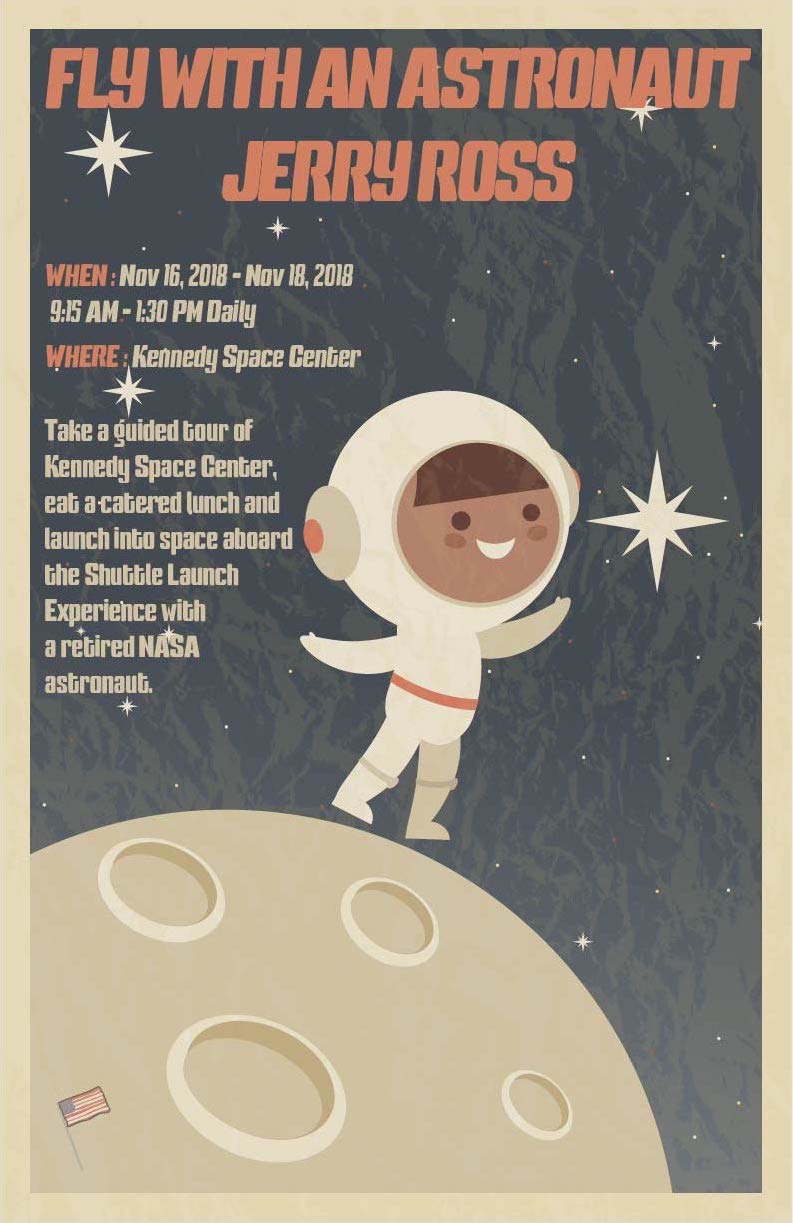 FLY WITH AN ASTRONAUT
JERRY ROSS
WHEN : Nov 16, 2018 - Nov 18, 2018
9:15 AM - 1:30 PM Daily
WHERE : Kennedy Space Center
Take a guided tour of
Kennedy Space Center,
eat a catered lunch and
launch into space aboard
the Shuttle Launch
Experience with
a retired NASA
astronaut.